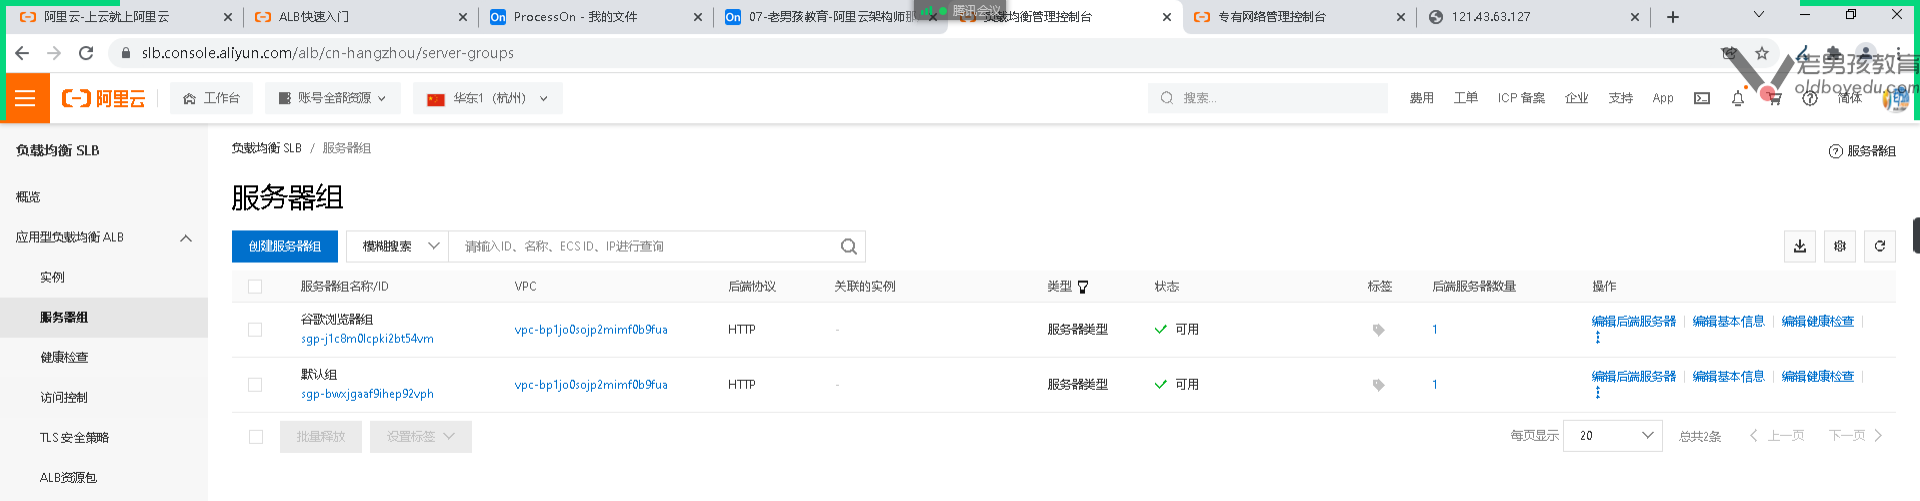 阿里云-上云就上阿里云
ALB快速入门
ProcessOn - 我的文件
07-老男孩教育-阿里云架构师
腾讯会议
负载均衡管理控制台
专有网络管理控制台
121.43.63.127
slb.console.aliyun.com/alb/cn-hangzhou/server-groups
老男孩教育
oldboyedu.com
阿里云
工作台
账号全部资源
华东1（杭州）
搜索...
费用
工单
ICP 备案
企业
支持
App
简体
负载均衡 SLB
概览
应用型负载均衡 ALB
实例
服务器组
健康检查
访问控制
TLS 安全策略
ALB资源包
负载均衡 SLB / 服务器组
服务器组
服务器组
创建服务器组
模糊搜索
请输入ID、名称、ECS ID、IP进行查询
服务器组名称/ID VPC 后端协议 关联的实例 类型 状态 标签 后端服务器数量 操作
谷歌浏览器组
sgp-j1c8m0lcpki2bt54vm
vpc-bp1jo0sojp2mimf0b9fua HTTP - 服务器类型 可用 1
编辑后端服务器 编辑基本信息 编辑健康检查
默认组
sgp-bwxjgaaf9ihep92vph
vpc-bp1jo0sojp2mimf0b9fua HTTP - 服务器类型 可用 1
编辑后端服务器 编辑基本信息 编辑健康检查
批量释放 设置标签
每页显示 20 总共2条 上一页 下一页